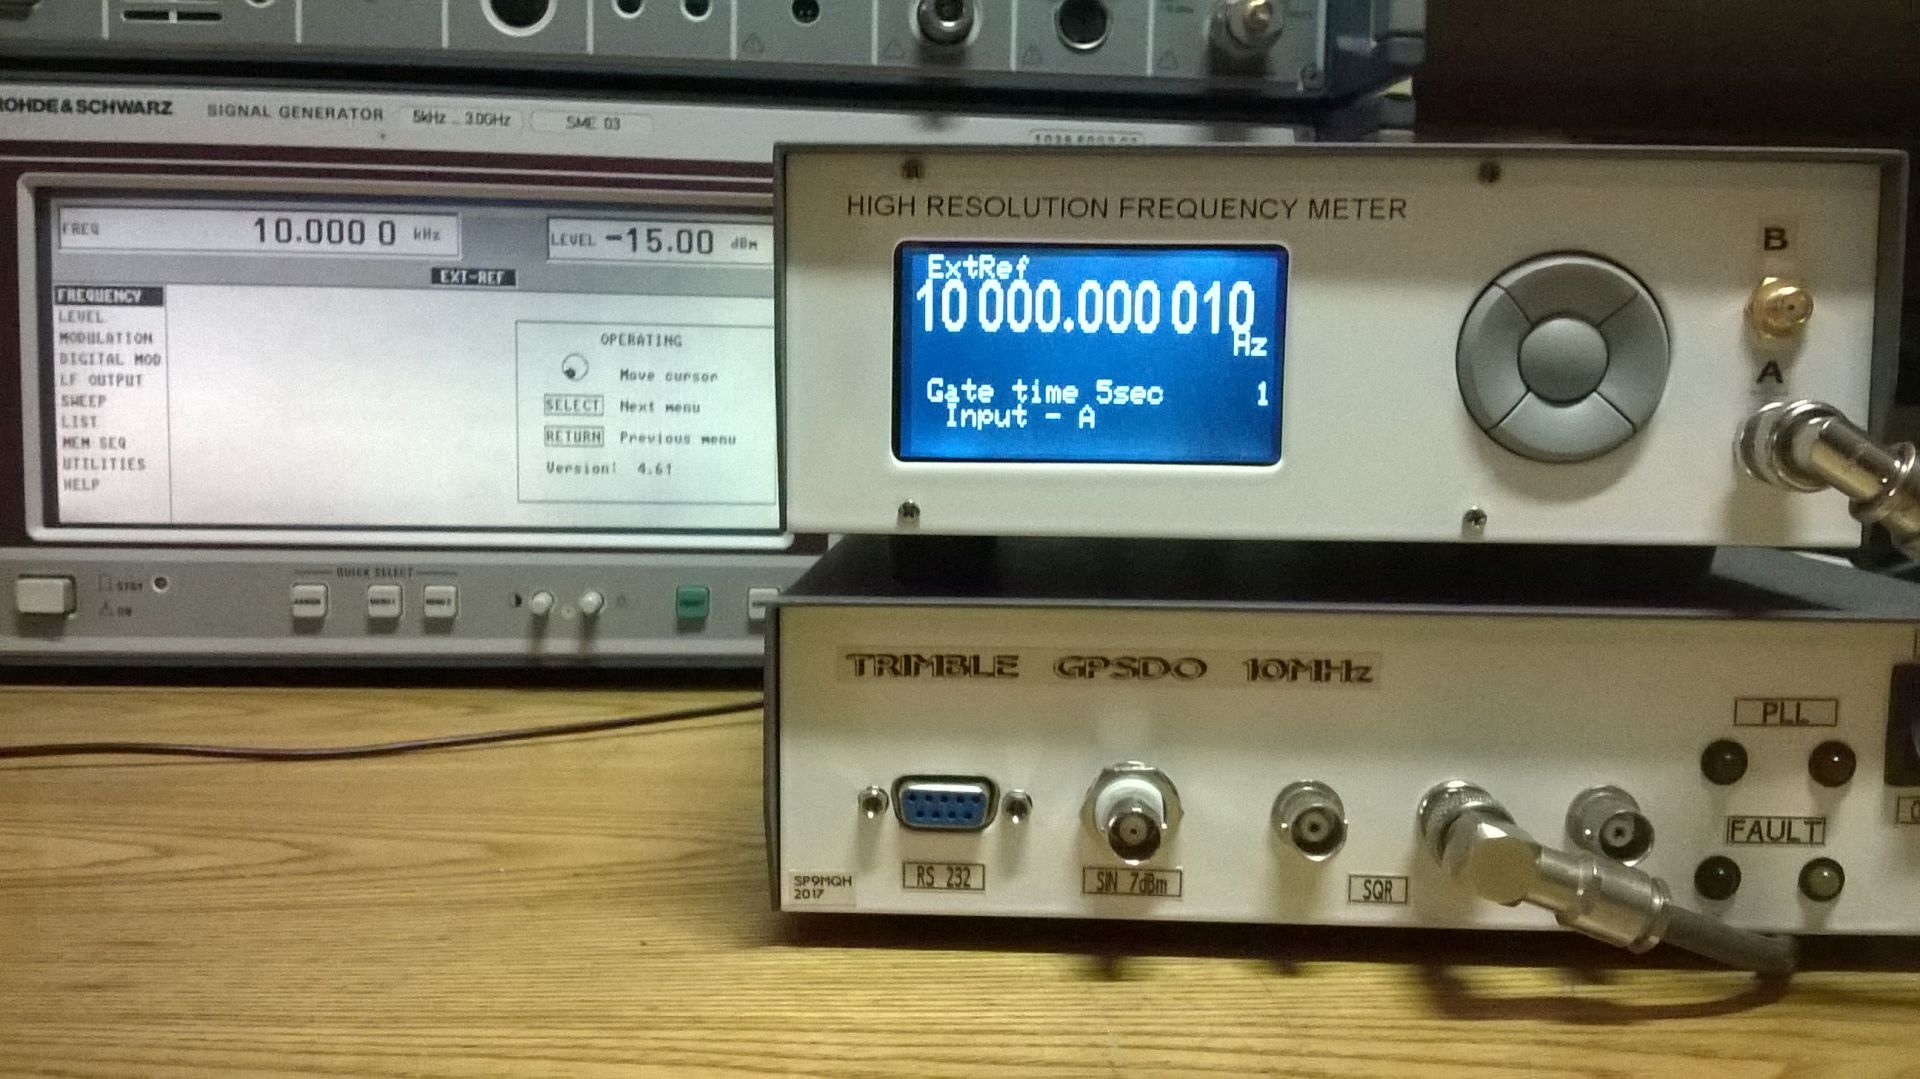 ROHDE & SCHWARZ SIGNAL GENERATOR 5kHz ... 3.0GHz SME 03
FREQ 10.000 0 kHz LEVEL -15.00 dBm
EXT-REF
FREQUENCY
LEVEL
MODULATION
DIGITAL MOD
LF OUTPUT
SWEEP
LIST
MEM SEQ
UTILITIES
HELP
OPERATING
Move cursor
SELECT Next menu
RETURN Previous menu
Version: 4.61
QUICK SELECT
HIGH RESOLUTION FREQUENCY METER
ExtRef
10 000.000 010
Hz
Gate time 5sec 1
Input - A
B
A
TRIMBLE GPSDO 10MHz
PLL
FAULT
RS 232
SIN 7dBm
SQR
SP9MQH
2017